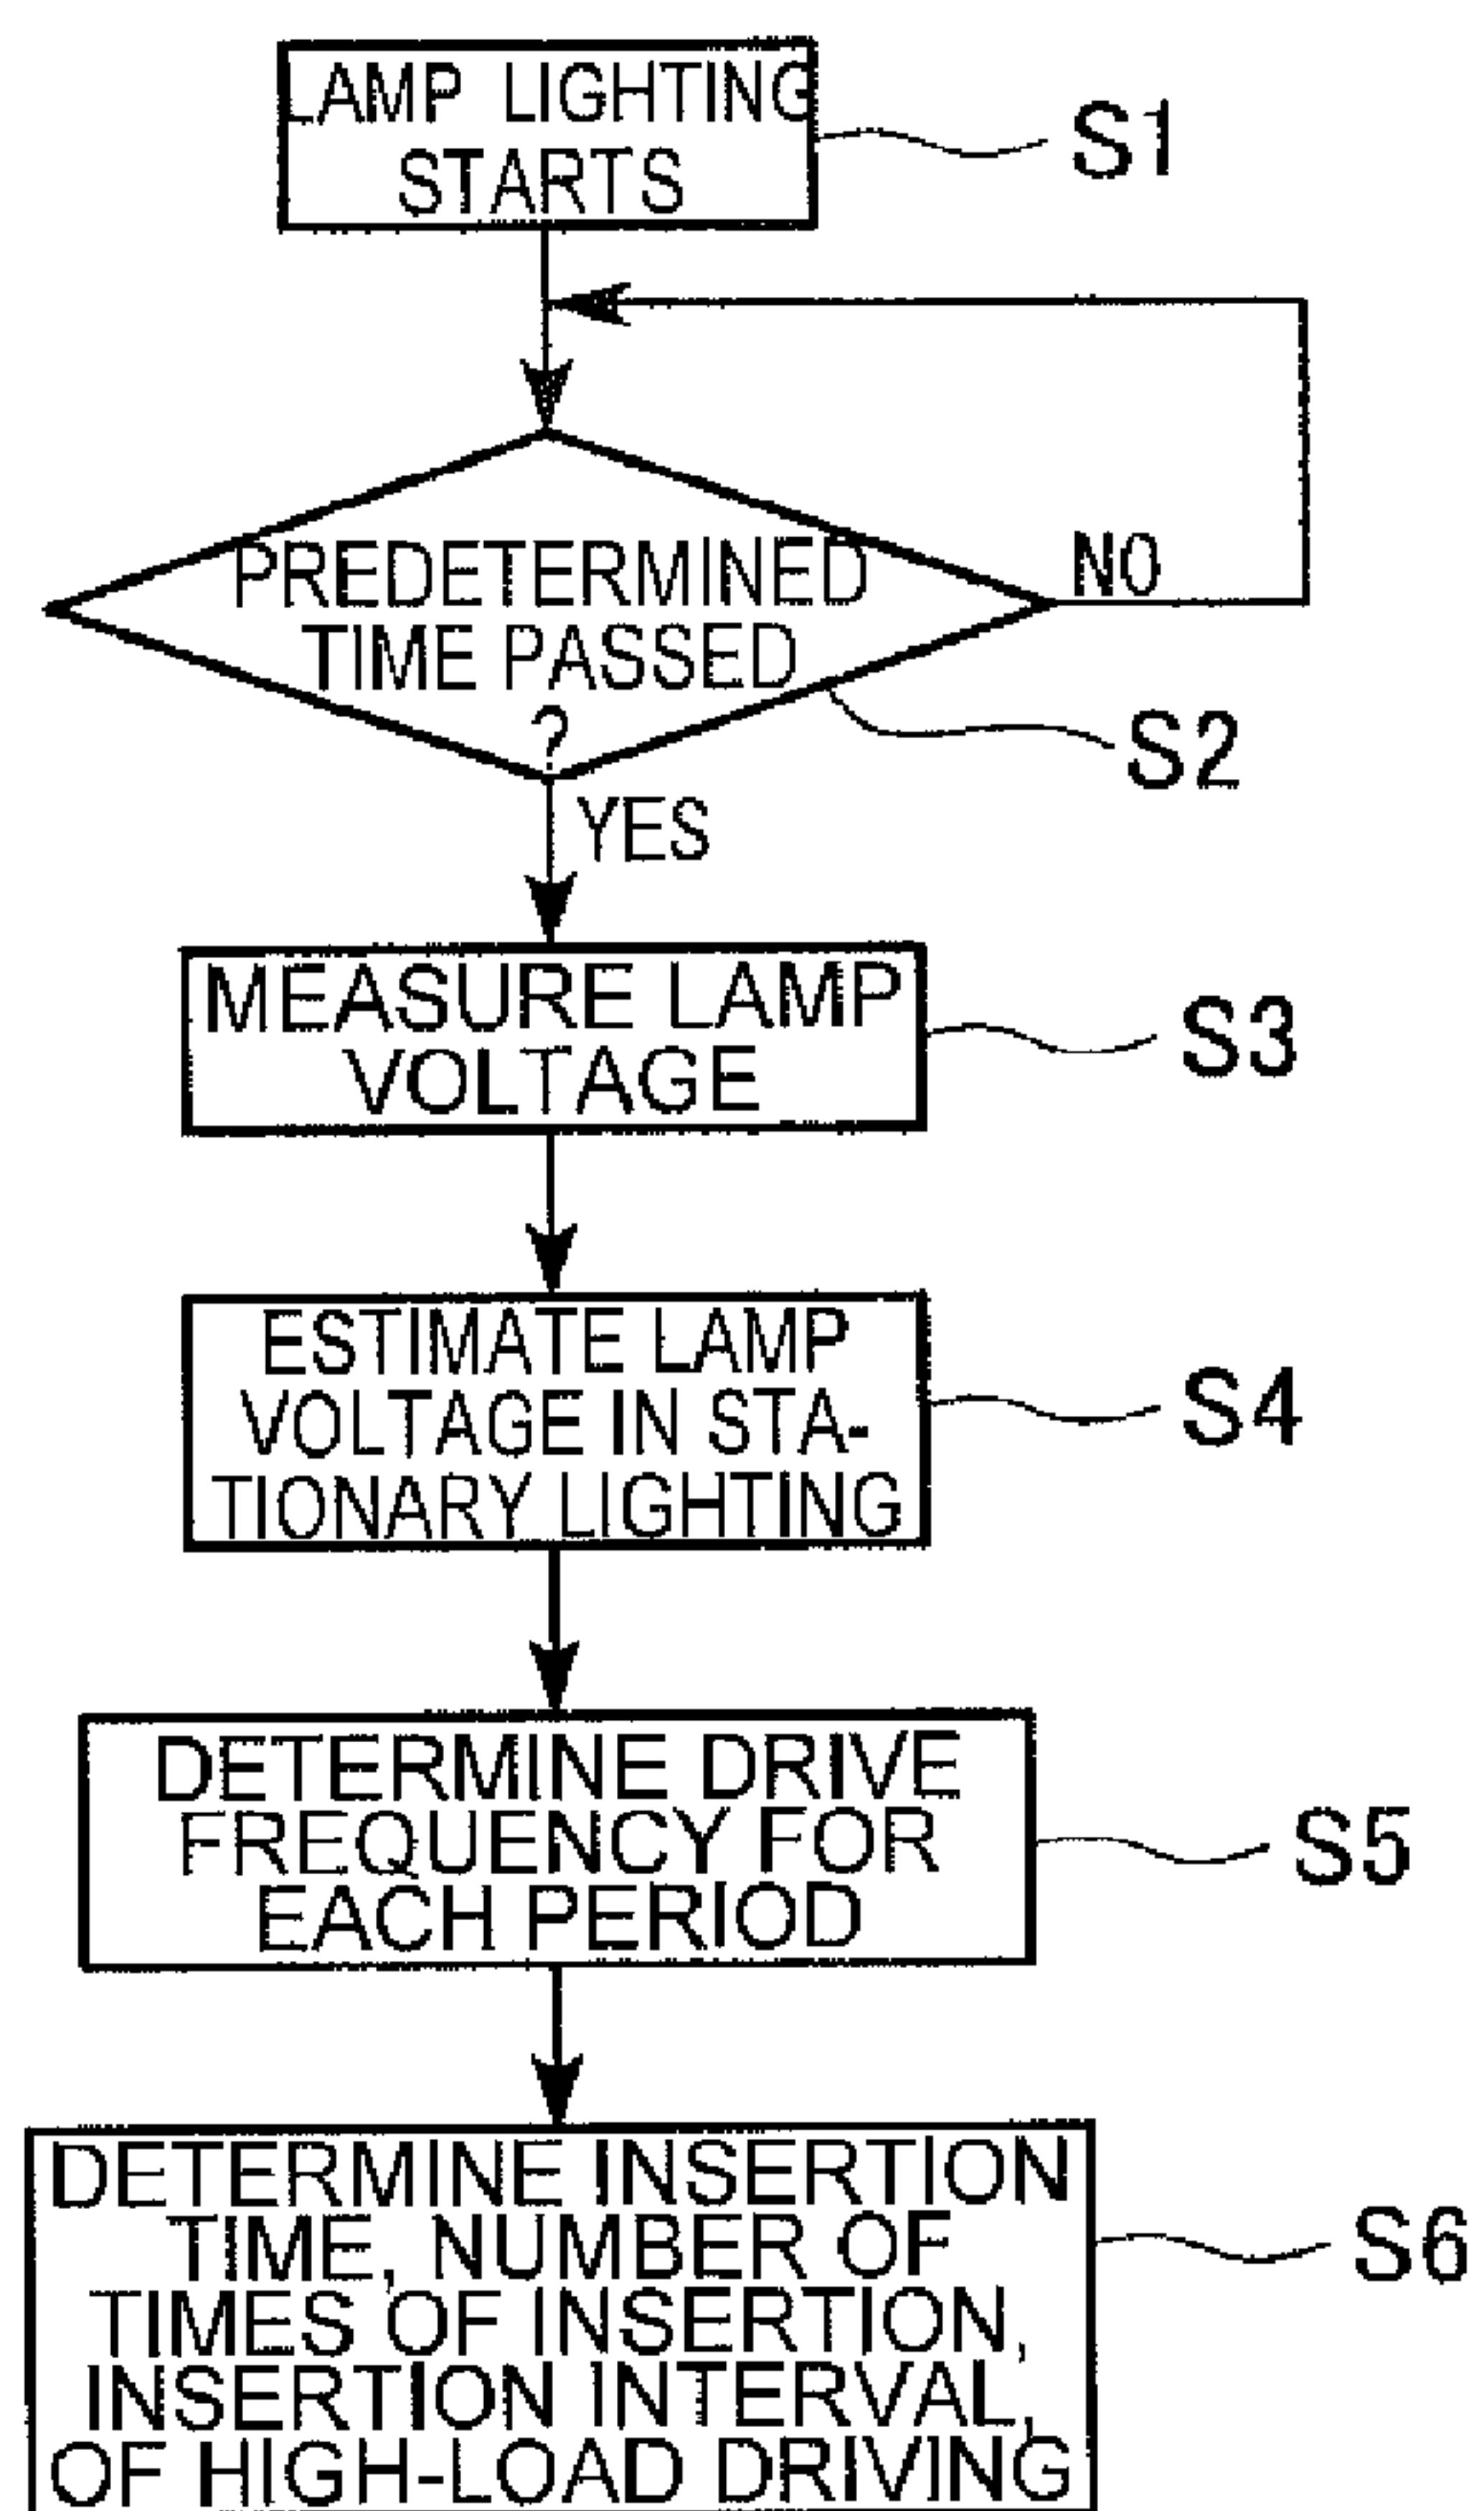 LAMP LIGHTING
STARTS
S1
PREDETERMINED
TIME PASSED
?
NO
S2
YES
MEASURE LAMP
VOLTAGE
S3
ESTIMATE LAMP
VOLTAGE IN STA-
TIONARY LIGHTING
S4
DETERMINE DRIVE
FREQUENCY FOR
EACH PERIOD
S5
DETERMINE INSERTION
TIME, NUMBER OF
TIMES OF INSERTION,
INSERTION INTERVAL,
OF HIGH-LOAD DRIVING
S6